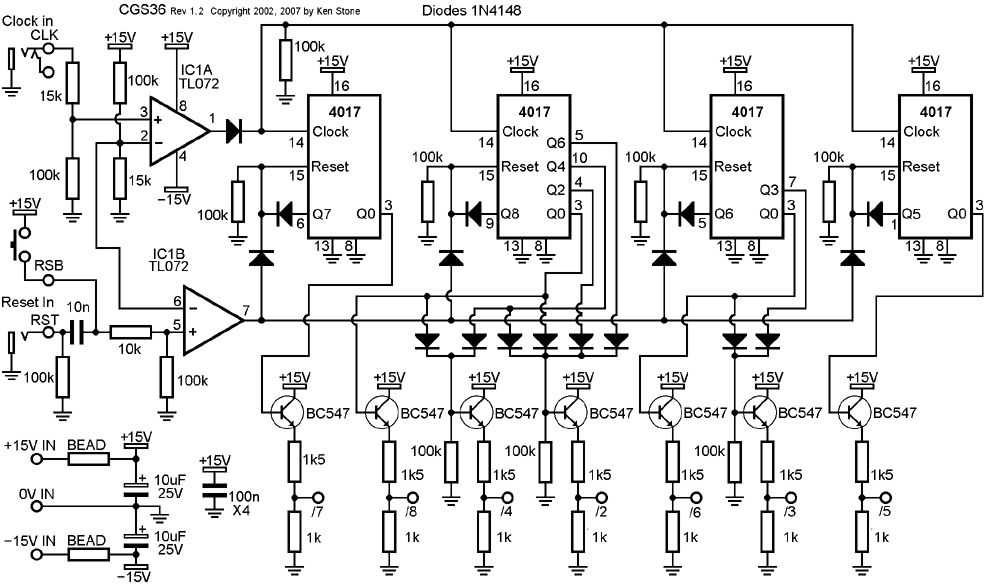 CGS36 Rev 1.2 Copyright 2002, 2007 by Ken Stone
Diodes 1N4148
Clock in
CLK
+15V
+15V
IC1A
TL072
15k
100k
8
3
+
2
−
1
4
−15V
100k
15k
100k
+15V
16
4017
14
Clock
15
Reset
100k
Q7
6
Q0
3
13
8
+15V
16
4017
14
Clock
Q6
5
100k
15
Reset
Q4
10
Q2
4
Q8
9
Q0
3
13
8
+15V
16
4017
14
Clock
100k
15
Reset
Q3
7
Q6
5
Q0
3
13
8
+15V
16
4017
14
Clock
100k
15
Reset
Q5
1
Q0
3
13
8
+15V
RSB
IC1B
TL072
6
−
5
+
7
Reset In
RST
10n
10k
100k
100k
+15V
BC547
1k5
/7
1k
+15V
BC547
1k5
/8
1k
100k
+15V
BC547
1k5
/4
1k
100k
+15V
BC547
1k5
/2
1k
+15V
BC547
1k5
/6
1k
100k
+15V
BC547
1k5
/3
1k
+15V
BC547
1k5
/5
1k
+15V IN
BEAD
+15V
+
10uF
25V
0V IN
+
10uF
25V
−15V IN
BEAD
−15V
+15V
100n
X4